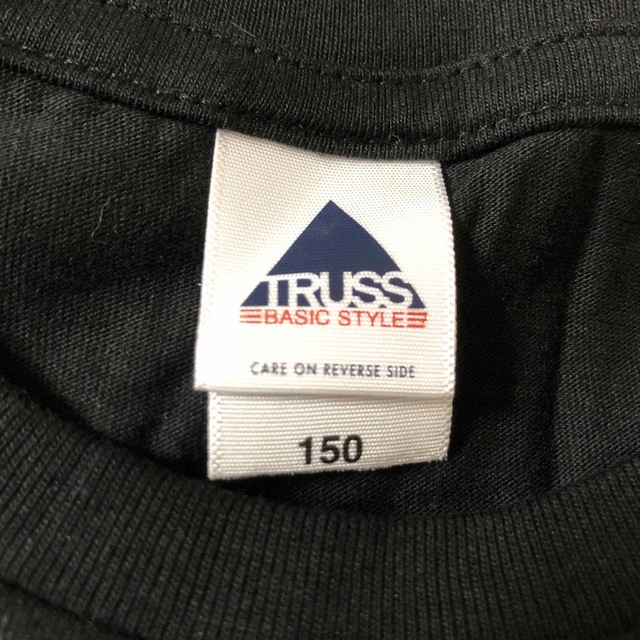 TRUSS
BASIC STYLE
CARE ON REVERSE SIDE
150